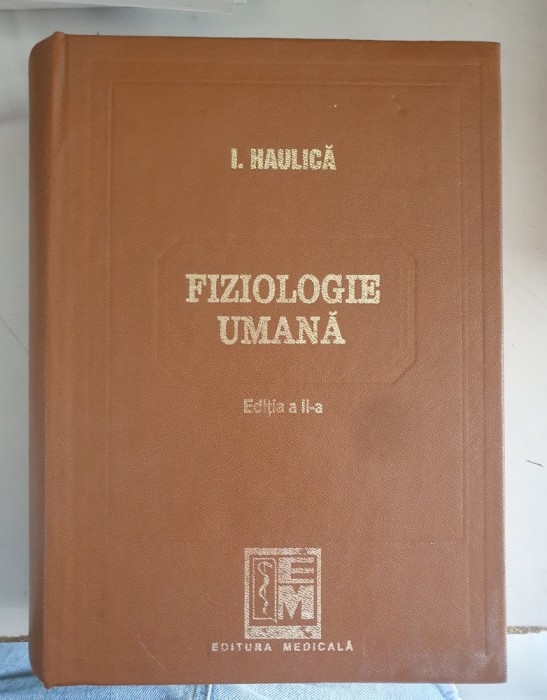 I. HAULICĂ
FIZIOLOGIE
UMANĂ
Ediția a II-a
EM
EDITURA MEDICALĂ